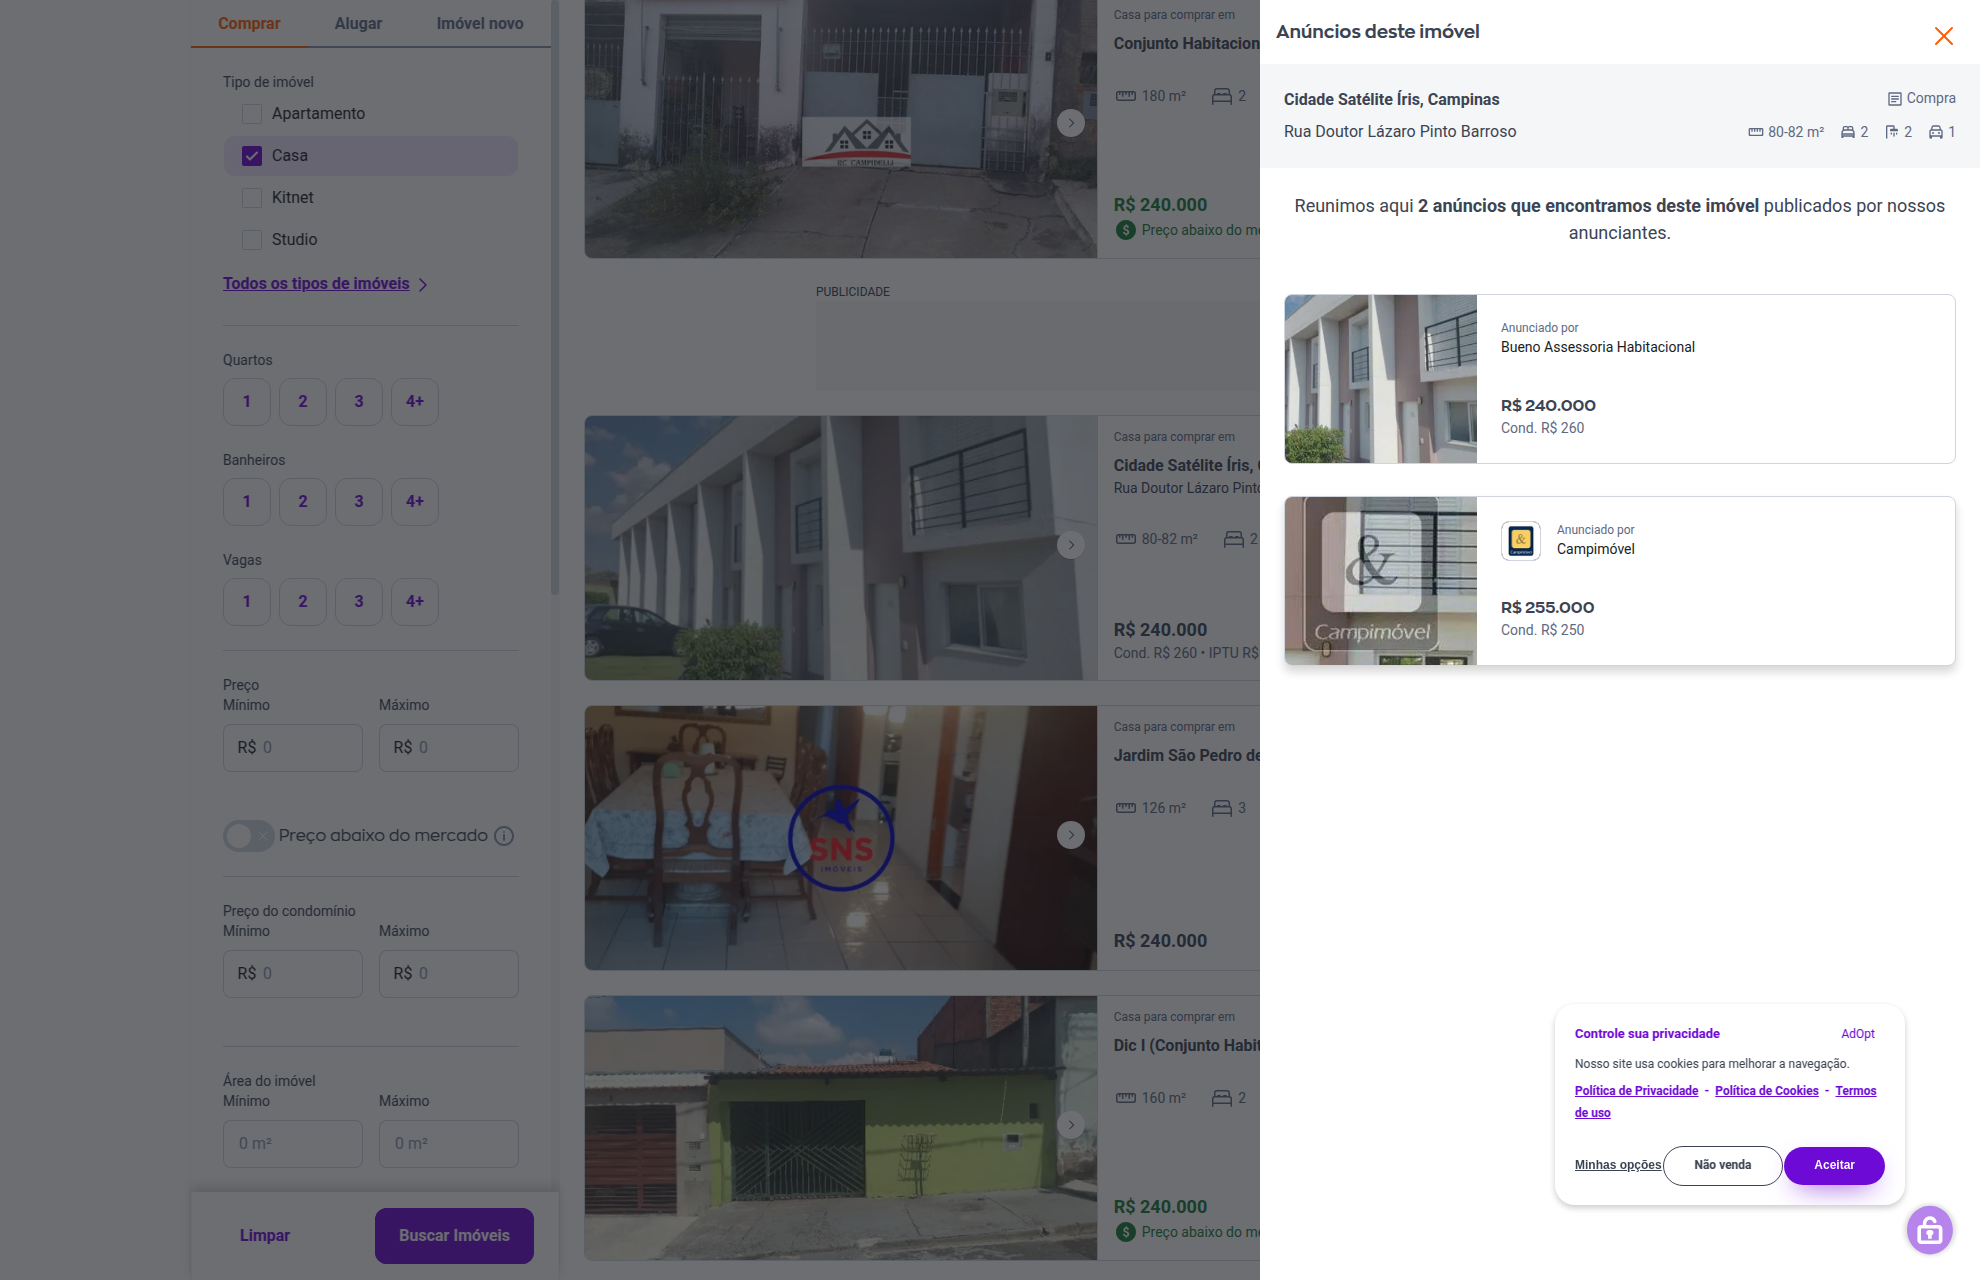 Comprar
Alugar
Imóvel novo
Tipo de imóvel
Apartamento
Casa
Kitnet
Studio
Todos os tipos de imóveis
Quartos
1 2 3 4+
Banheiros
1 2 3 4+
Vagas
1 2 3 4+
Preço
Mínimo Máximo
R$ 0 R$ 0
Preço abaixo do mercado
Preço do condomínio
Mínimo Máximo
R$ 0 R$ 0
Área do imóvel
Mínimo Máximo
0 m² 0 m²
Limpar
Buscar Imóveis
RC CAMPIDELLI
Casa para comprar em
Conjunto Habitacion
180 m² 2
R$ 240.000
Preço abaixo do me
PUBLICIDADE
Casa para comprar em
Cidade Satélite Íris,
Rua Doutor Lázaro Pinto
80-82 m² 2
R$ 240.000
Cond. R$ 260 • IPTU R$
SNS
IMÓVEIS
Casa para comprar em
Jardim São Pedro de
126 m² 3
R$ 240.000
Casa para comprar em
Dic I (Conjunto Habit
160 m² 2
R$ 240.000
Preço abaixo do me
Anúncios deste imóvel
Cidade Satélite Íris, Campinas
Compra
Rua Doutor Lázaro Pinto Barroso
80-82 m² 2 2 1
Reunimos aqui 2 anúncios que encontramos deste imóvel publicados por nossos
anunciantes.
Anunciado por
Bueno Assessoria Habitacional
R$ 240.000
Cond. R$ 260
&
Campimóvel
Anunciado por
Campimóvel
R$ 255.000
Cond. R$ 250
Controle sua privacidade
AdOpt
Nosso site usa cookies para melhorar a navegação.
Política de Privacidade - Política de Cookies - Termos
de uso
Minhas opções
Não venda
Aceitar